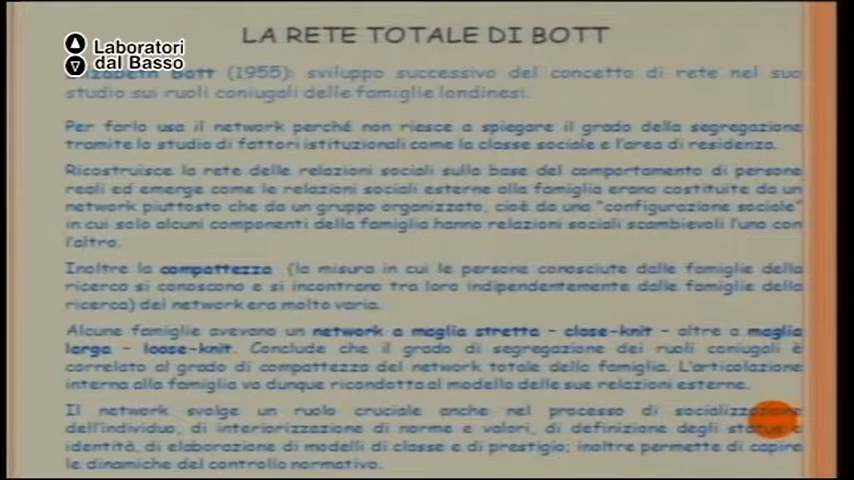 LA RETE TOTALE DI BOTT
Laboratori
dal Basso
Elizabeth Bott (1955): sviluppo successivo del concetto di rete nel suo
studio sui ruoli coniugali delle famiglie londinesi.
Per farlo usa il network perché non riesce a spiegare il grado della segregazione
tramite lo studio di fattori istituzionali come la classe sociale e l'area di residenza.
Ricostruisce la rete delle relazioni sociali sulla base del comportamento di persone
reali ed emerge come le relazioni sociali esterne alla famiglia erano costituite da un
network piuttosto che da un gruppo organizzato, cioè da una "configurazione sociale"
in cui solo alcuni componenti della famiglia hanno relazioni sociali scambievoli l'uno con
l'altro.
Inoltre la compattezza (la misura in cui le persone conosciute dalle famiglie della
ricerca si conoscono e si incontrano tra loro indipendentemente dalle famiglie della
ricerca) del network era molto varia.
Alcune famiglie avevano un network a maglia stretta – close-knit – altre a maglia
larga – loose-knit. Conclude che il grado di segregazione dei ruoli coniugali è
correlato al grado di compattezza del network totale della famiglia. L'articolazione
interna alla famiglia va dunque ricondotta al modello delle sue relazioni esterne.
Il network svolge un ruolo cruciale anche nel processo di socializzazione
dell'individuo, di interiorizzazione di norme e valori, di definizione degli status e
identità, di elaborazione di modelli di classe e di prestigio; inoltre permette di capire
le dinamiche del controllo normativo.